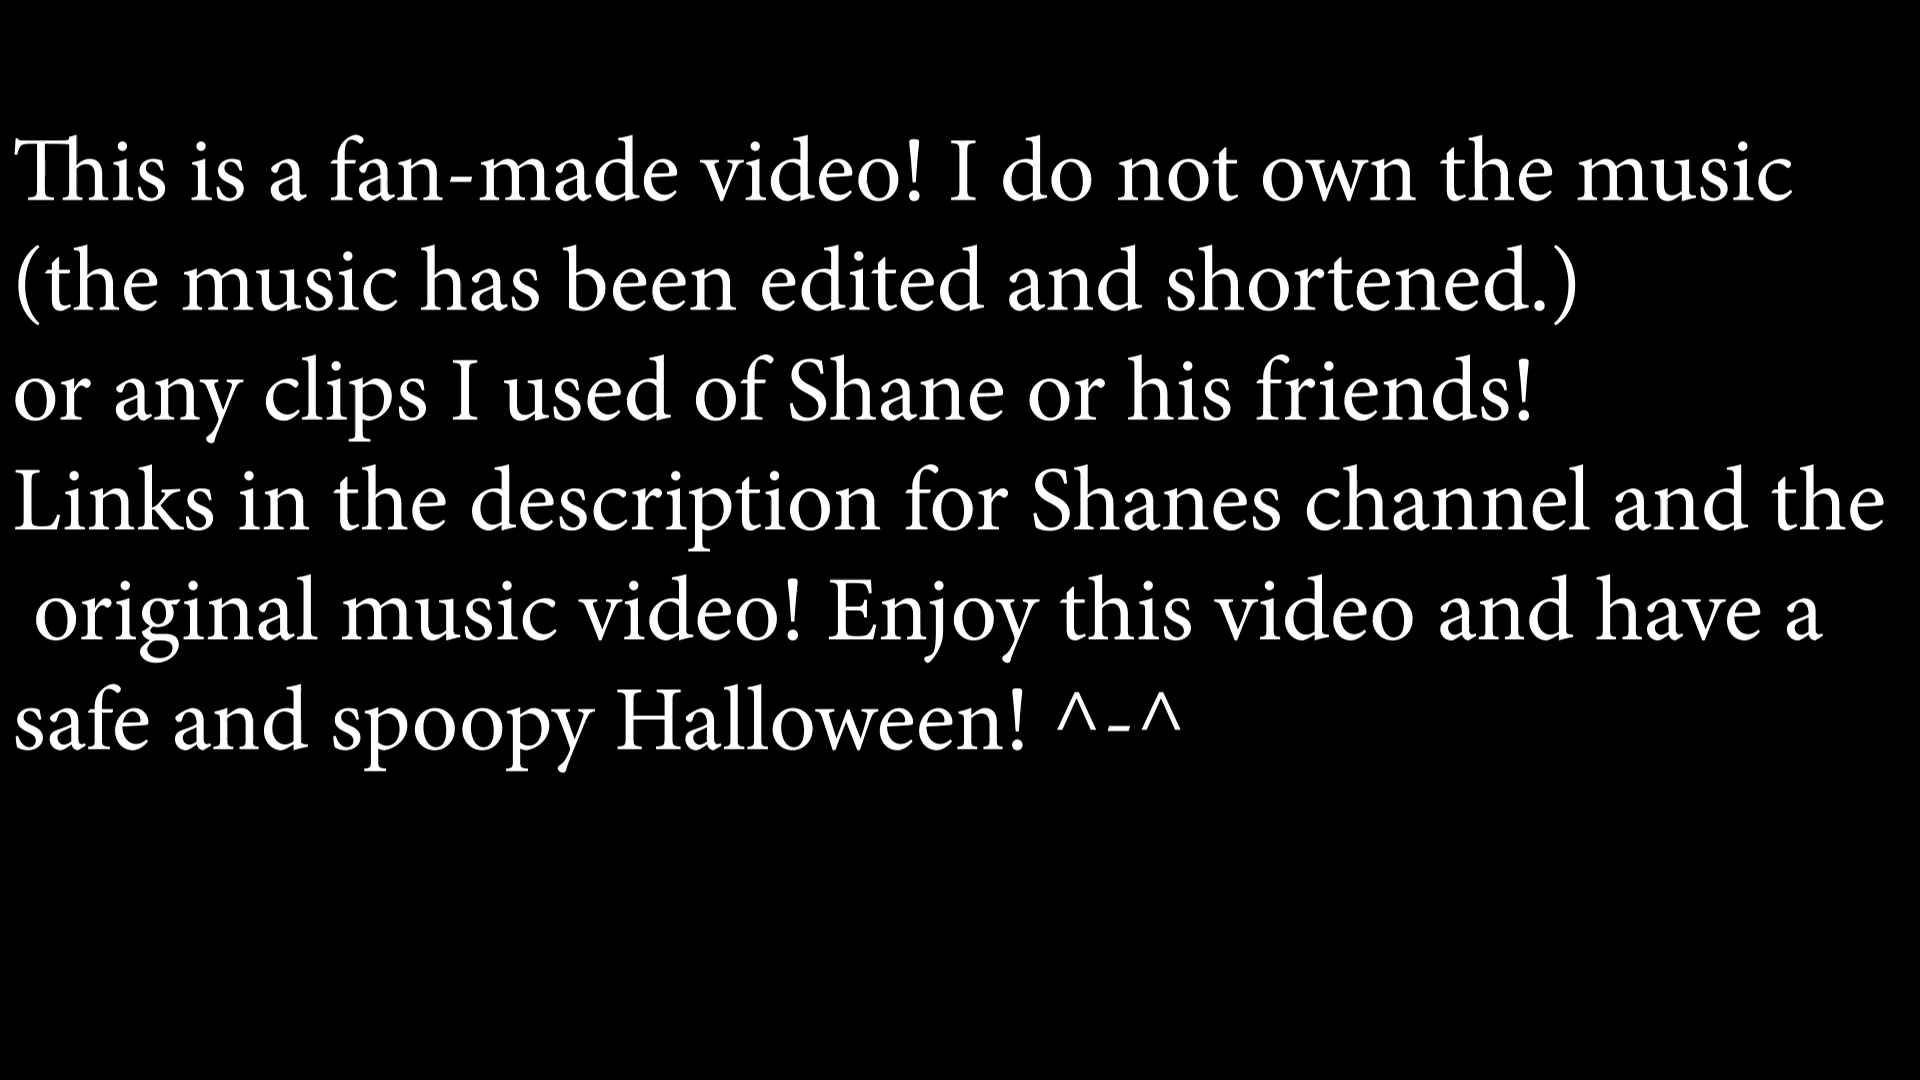 This is a fan-made video! I do not own the music
(the music has been edited and shortened.)
or any clips I used of Shane or his friends!
Links in the description for Shanes channel and the
original music video! Enjoy this video and have a
safe and spoopy Halloween! ^-^